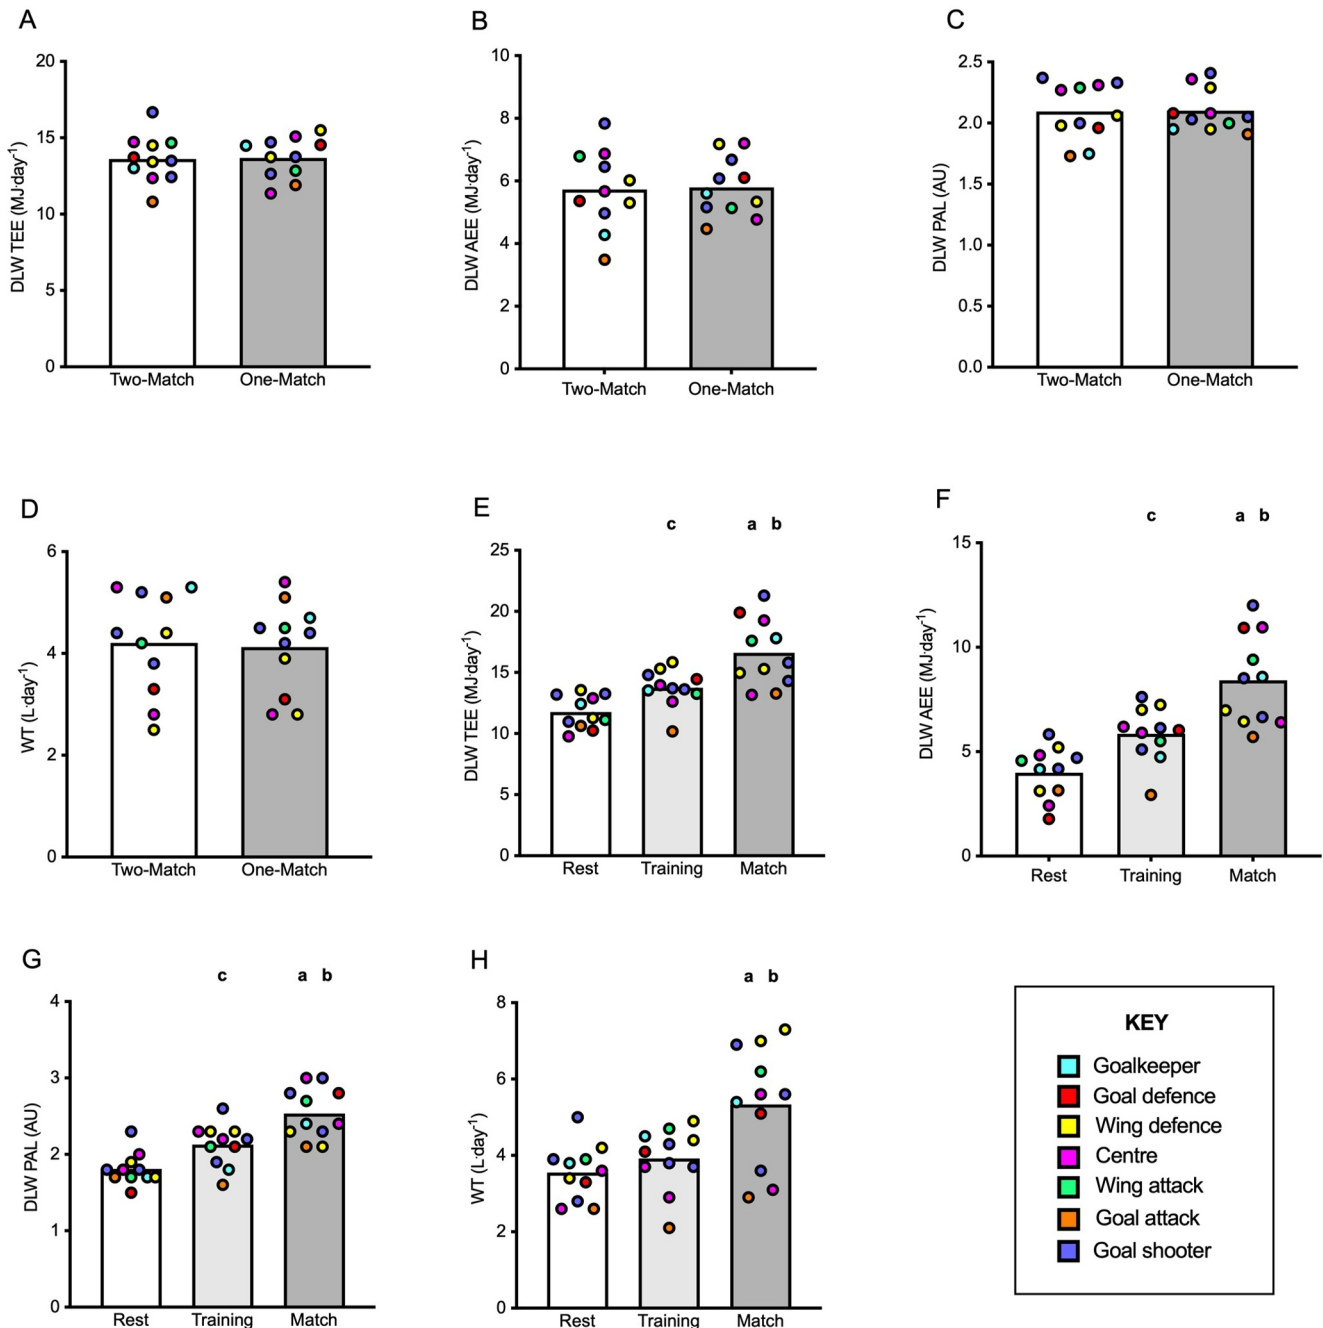 A
DLW TEE (MJ·day⁻¹)
20
15
10
5
0
Two-Match
One-Match
B
DLW AEE (MJ·day⁻¹)
10
8
6
4
2
0
Two-Match
One-Match
C
DLW PAL (AU)
2.5
2.0
1.5
1.0
0.5
0.0
Two-Match
One-Match
D
WT (L·day⁻¹)
6
4
2
0
Two-Match
One-Match
E
c
a b
DLW TEE (MJ·day⁻¹)
25
20
15
10
5
0
Rest
Training
Match
F
c
a b
DLW AEE (MJ·day⁻¹)
15
10
5
0
Rest
Training
Match
G
c
a b
DLW PAL (AU)
4
3
2
1
0
Rest
Training
Match
H
a b
WT (L·day⁻¹)
8
6
4
2
0
Rest
Training
Match
KEY
Goalkeeper
Goal defence
Wing defence
Centre
Wing attack
Goal attack
Goal shooter